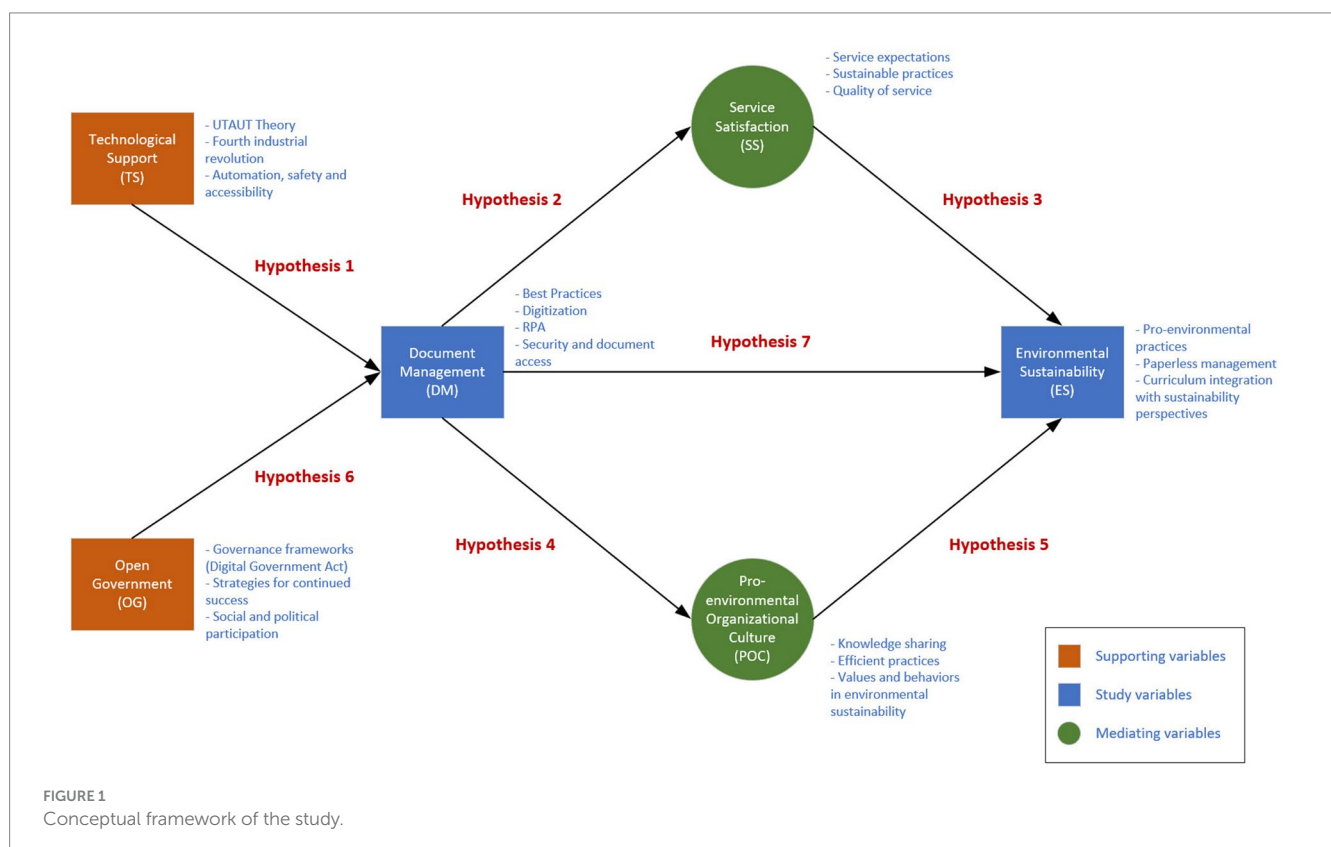 Technological
Support
(TS)
- UTAUT Theory
- Fourth industrial
revolution
- Automation, safety and
accessibility
Service
Satisfaction
(SS)
- Service expectations
- Sustainable practices
- Quality of service
Hypothesis 2
Hypothesis 3
Hypothesis 1
Document
Management
(DM)
- Best Practices
- Digitization
- RPA
- Security and document
access
Hypothesis 7
Environmental
Sustainability
(ES)
- Pro-environmental
practices
- Paperless management
- Curriculum integration
with sustainability
perspectives
Hypothesis 6
Hypothesis 4
Hypothesis 5
Open
Government
(OG)
- Governance frameworks
(Digital Government Act)
- Strategies for continued
success
- Social and political
participation
Pro-
environmental
Organizational
Culture
(POC)
- Knowledge sharing
- Efficient practices
- Values and behaviors
in environmental
sustainability
Supporting variables
Study variables
Mediating variables
FIGURE 1
Conceptual framework of the study.